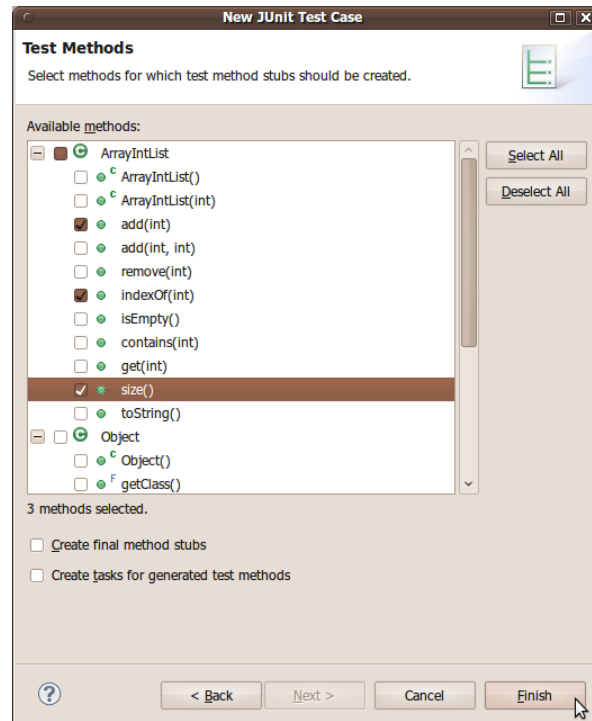 New JUnit Test Case
Test Methods
Select methods for which test method stubs should be created.
Available methods:
ArrayIntList
ArrayIntList()
ArrayIntList(int)
add(int)
add(int, int)
remove(int)
indexOf(int)
isEmpty()
contains(int)
get(int)
size()
toString()
Object
Object()
getClass()
Select All
Deselect All
3 methods selected.
Create final method stubs
Create tasks for generated test methods
< Back
Next >
Cancel
Finish